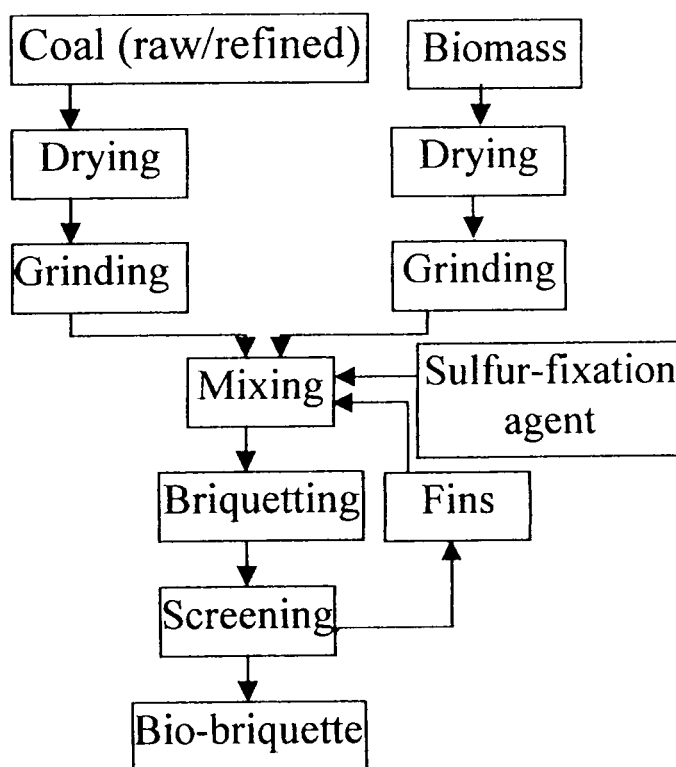 Coal (raw/refined)
Biomass
Drying
Drying
Grinding
Grinding
Mixing
Sulfur-fixation
agent
Briquetting
Fins
Screening
Bio-briquette